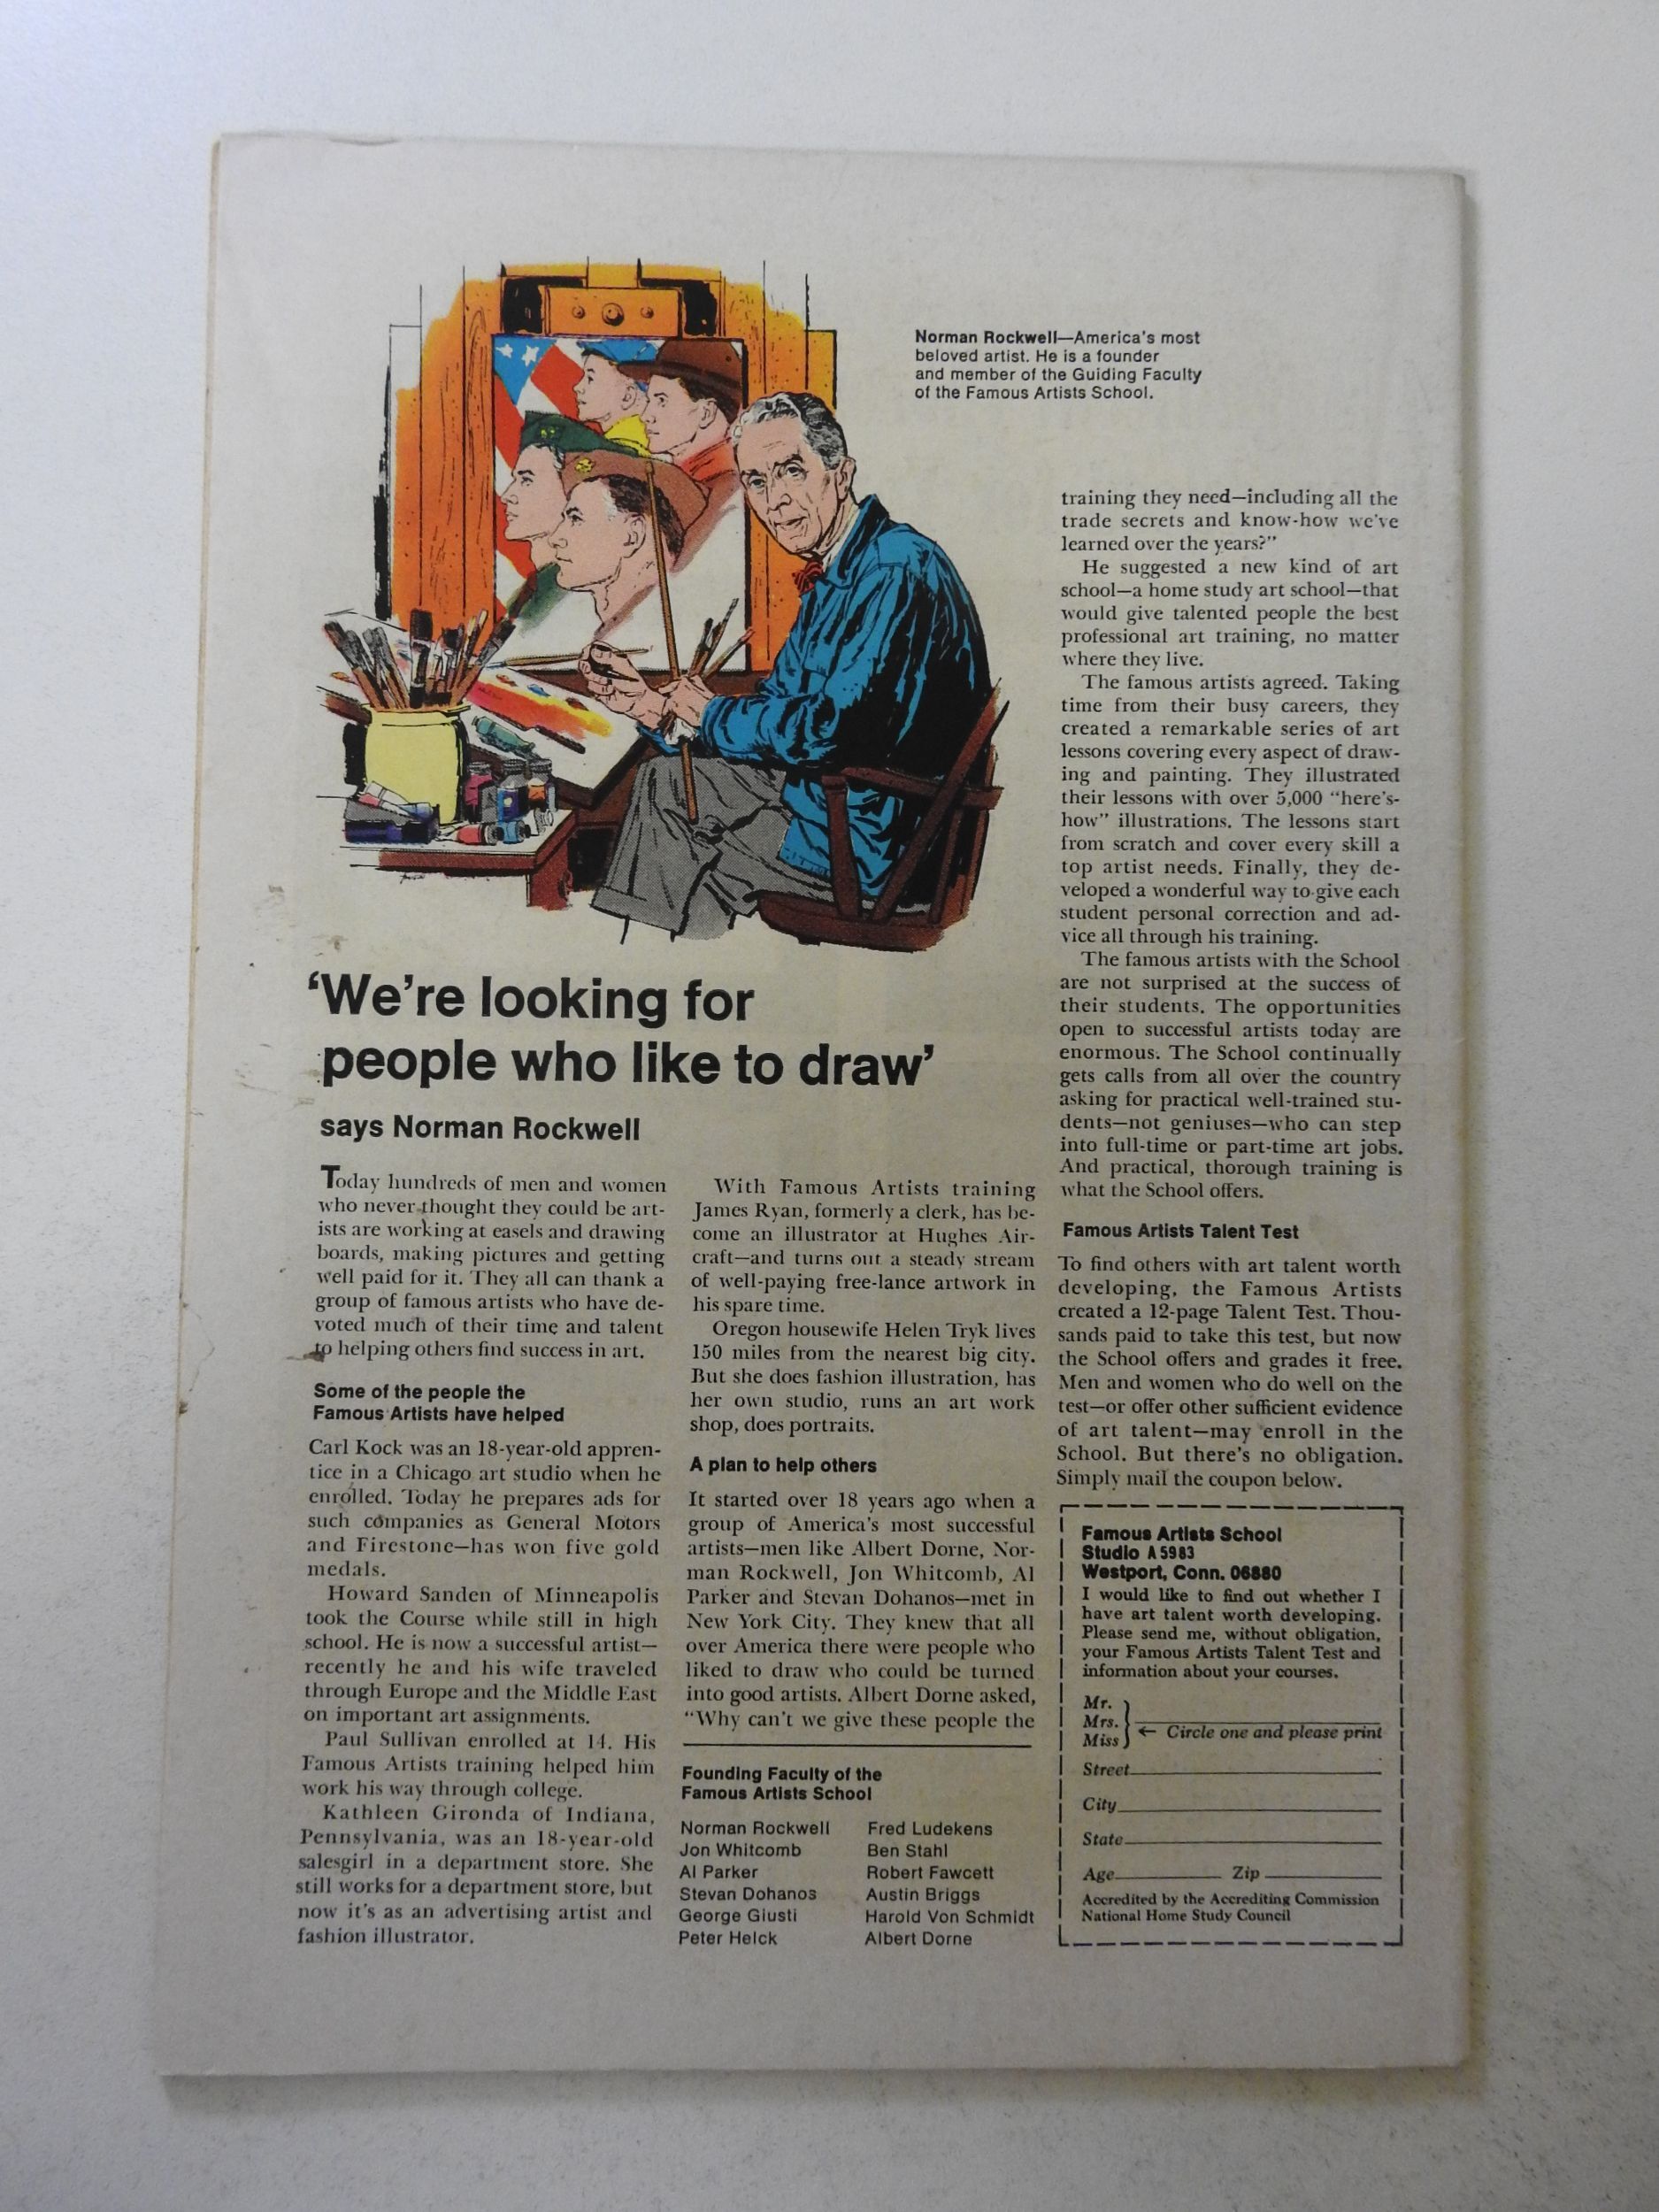 Norman Rockwell—America's most
beloved artist. He is a founder
and member of the Guiding Faculty
of the Famous Artists School.
'We're looking for
people who like to draw'
says Norman Rockwell
Today hundreds of men and women
who never thought they could be art-
ists are working at easels and drawing
boards, making pictures and getting
well paid for it. They all can thank a
group of famous artists who have de-
voted much of their time and talent
to helping others find success in art.
Some of the people the
Famous Artists have helped
Carl Kock was an 18-year-old appren-
tice in a Chicago art studio when he
enrolled. Today he prepares ads for
such companies as General Motors
and Firestone—has won five gold
medals.
Howard Sanden of Minneapolis
took the Course while still in high
school. He is now a successful artist—
recently he and his wife traveled
through Europe and the Middle East
on important art assignments.
Paul Sullivan enrolled at 14. His
Famous Artists training helped him
work his way through college.
Kathleen Gironda of Indiana,
Pennsylvania, was an 18-year-old
salesgirl in a department store. She
still works for a department store, but
now it's as an advertising artist and
fashion illustrator.
With Famous Artists training
James Ryan, formerly a clerk, has be-
come an illustrator at Hughes Air-
craft—and turns out a steady stream
of well-paying free-lance artwork in
his spare time.
Oregon housewife Helen Tryk lives
150 miles from the nearest big city.
But she does fashion illustration, has
her own studio, runs an art work
shop, does portraits.
A plan to help others
It started over 18 years ago when a
group of America's most successful
artists—men like Albert Dorne, Nor-
man Rockwell, Jon Whitcomb, Al
Parker and Stevan Dohanos—met in
New York City. They knew that all
over America there were people who
liked to draw who could be turned
into good artists. Albert Dorne asked,
"Why can't we give these people the
Founding Faculty of the
Famous Artists School
Norman Rockwell
Jon Whitcomb
Al Parker
Stevan Dohanos
George Giusti
Peter Helck
Fred Ludekens
Ben Stahl
Robert Fawcett
Austin Briggs
Harold Von Schmidt
Albert Dorne
training they need—including all the
trade secrets and know-how we've
learned over the years?"
He suggested a new kind of art
school—a home study art school—that
would give talented people the best
professional art training, no matter
where they live.
The famous artists agreed. Taking
time from their busy careers, they
created a remarkable series of art
lessons covering every aspect of draw-
ing and painting. They illustrated
their lessons with over 5,000 "here's-
how" illustrations. The lessons start
from scratch and cover every skill a
top artist needs. Finally, they de-
veloped a wonderful way to give each
student personal correction and ad-
vice all through his training.
The famous artists with the School
are not surprised at the success of
their students. The opportunities
open to successful artists today are
enormous. The School continually
gets calls from all over the country
asking for practical well-trained stu-
dents—not geniuses—who can step
into full-time or part-time art jobs.
And practical, thorough training is
what the School offers.
Famous Artists Talent Test
To find others with art talent worth
developing, the Famous Artists
created a 12-page Talent Test. Thou-
sands paid to take this test, but now
the School offers and grades it free.
Men and women who do well on the
test—or offer other sufficient evidence
of art talent—may enroll in the
School. But there's no obligation.
Simply mail the coupon below.
Famous Artists School
Studio A5983
Westport, Conn. 06880
I would like to find out whether I
have art talent worth developing.
Please send me, without obligation,
your Famous Artists Talent Test and
information about your courses.
Mr.
Mrs.
Miss
← Circle one and please print
Street
City
State
Age Zip
Accredited by the Accrediting Commission
National Home Study Council